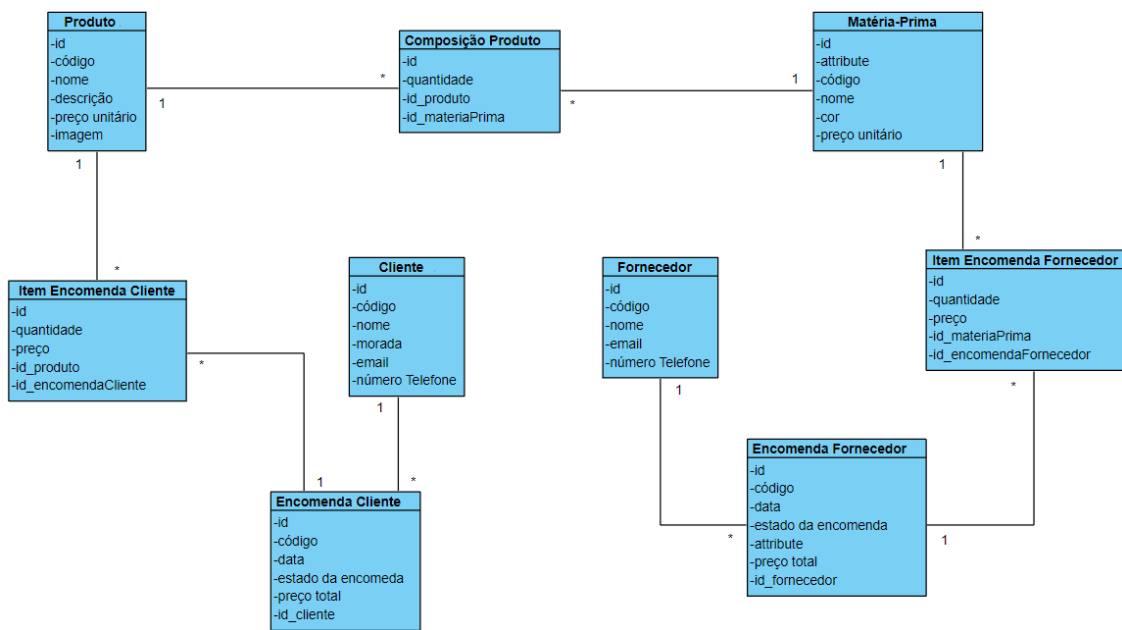 Produto
-id
-código
-nome
-descrição
-preço unitário
-imagem
1
1
*
Composição Produto
-id
-quantidade
-id_produto
-id_materiaPrima
*
1
Matéria-Prima
-id
-attribute
-código
-nome
-cor
-preço unitário
1
*
*
Item Encomenda Cliente
-id
-quantidade
-preço
-id_produto
-id_encomendaCliente
*
1
Cliente
-id
-código
-nome
-morada
-email
-número Telefone
1
*
Encomenda Cliente
-id
-código
-data
-estado da encomeda
-preço total
-id_cliente
Fornecedor
-id
-código
-nome
-email
-número Telefone
1
*
Item Encomenda Fornecedor
-id
-quantidade
-preço
-id_materiaPrima
-id_encomendaFornecedor
*
1
Encomenda Fornecedor
-id
-código
-data
-estado da encomenda
-attribute
-preço total
-id_fornecedor